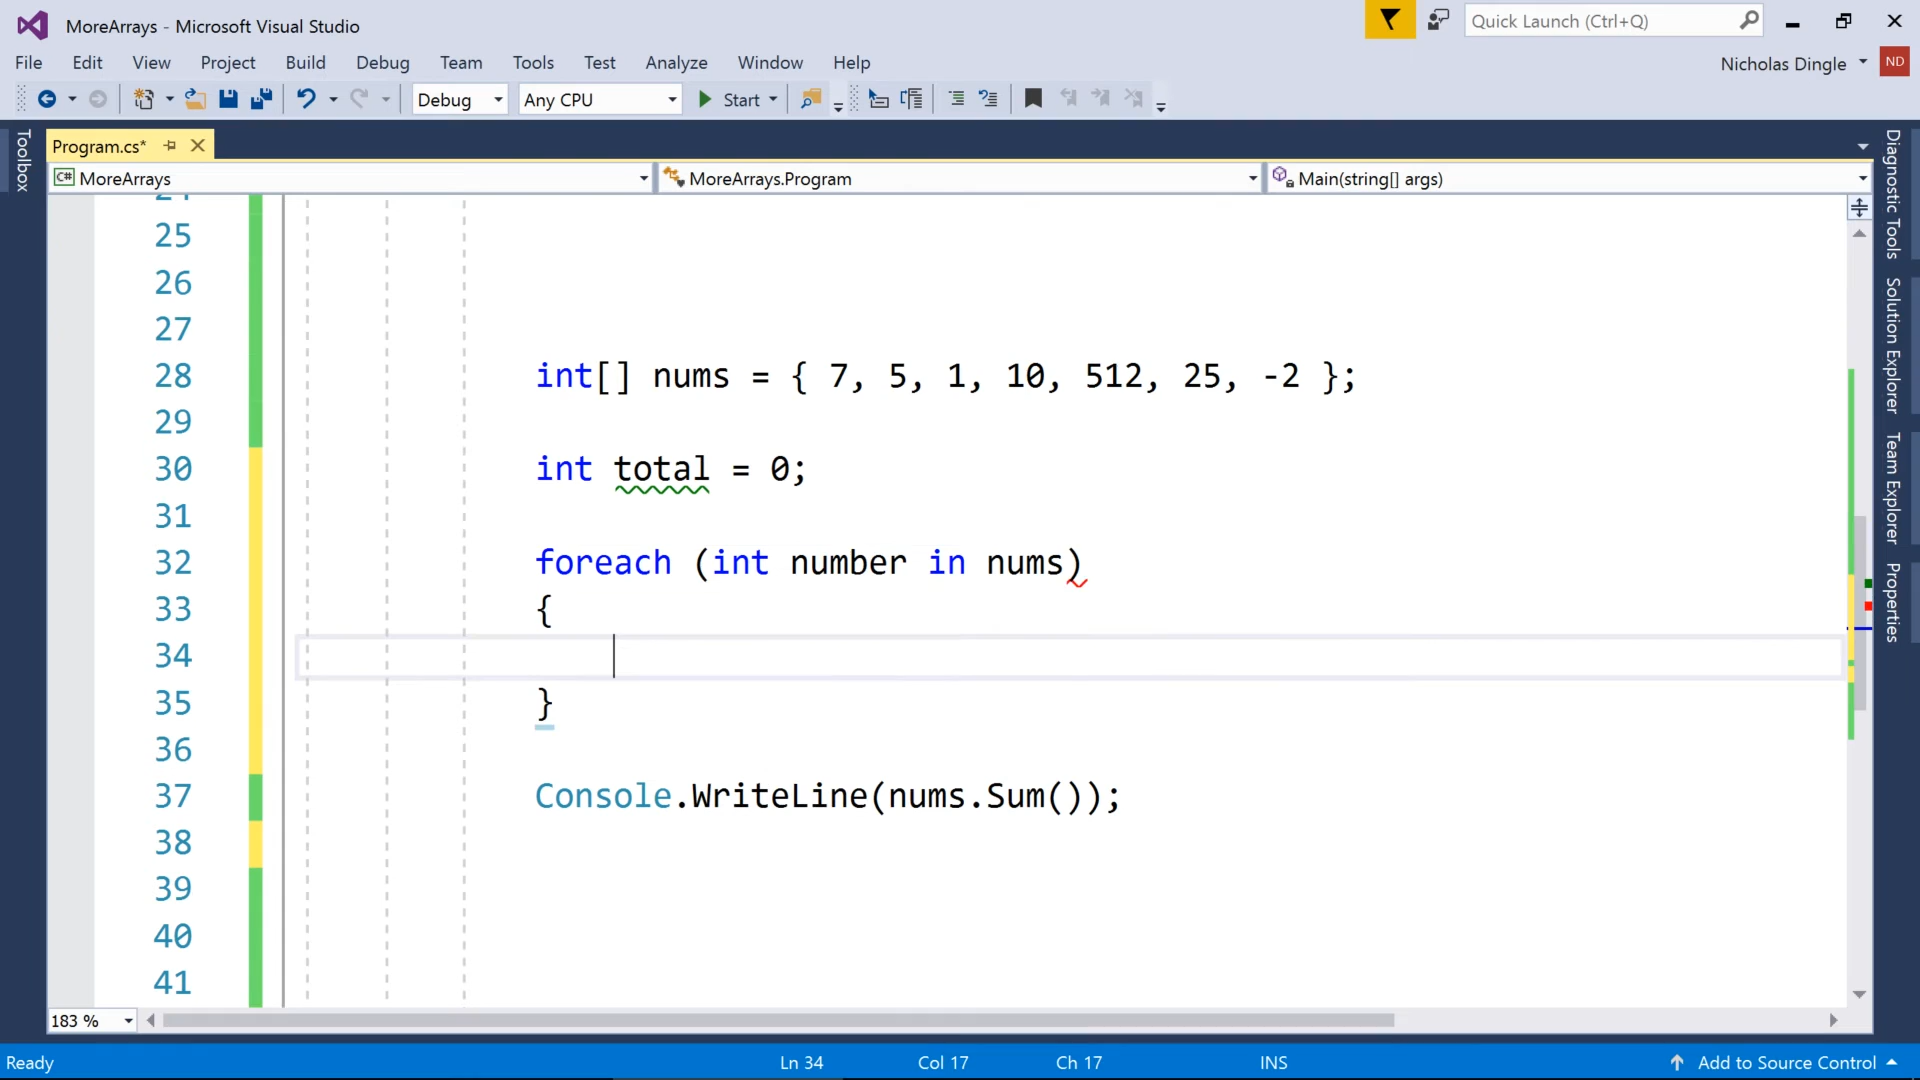 MoreArrays - Microsoft Visual Studio
Quick Launch (Ctrl+Q)
File Edit View Project Build Debug Team Tools Test Analyze Window Help
Nicholas Dingle ND
Debug Any CPU Start
Toolbox
Program.cs*
C# MoreArrays MoreArrays.Program Main(string[] args)
25
26
27
28 int[] nums = { 7, 5, 1, 10, 512, 25, -2 };
29
30 int total = 0;
31
32 foreach (int number in nums)
33 {
34
35 }
36
37 Console.WriteLine(nums.Sum());
38
39
40
41
Diagnostic Tools
Solution Explorer
Team Explorer
Properties
183 %
Ready Ln 34 Col 17 Ch 17 INS Add to Source Control